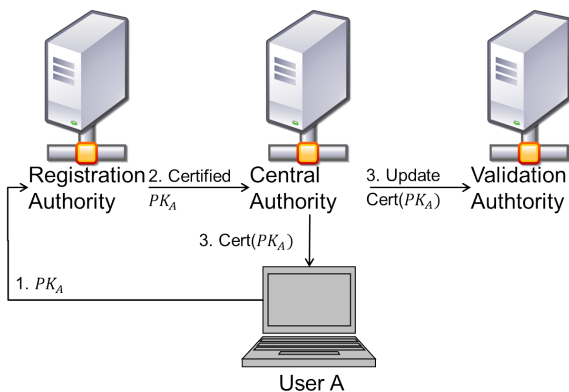 Registration
Authority
2. Certified
PK_A
Central
Authority
3. Update
Cert(PK_A)
Validation
Authtority
3. Cert(PK_A)
1. PK_A
User A